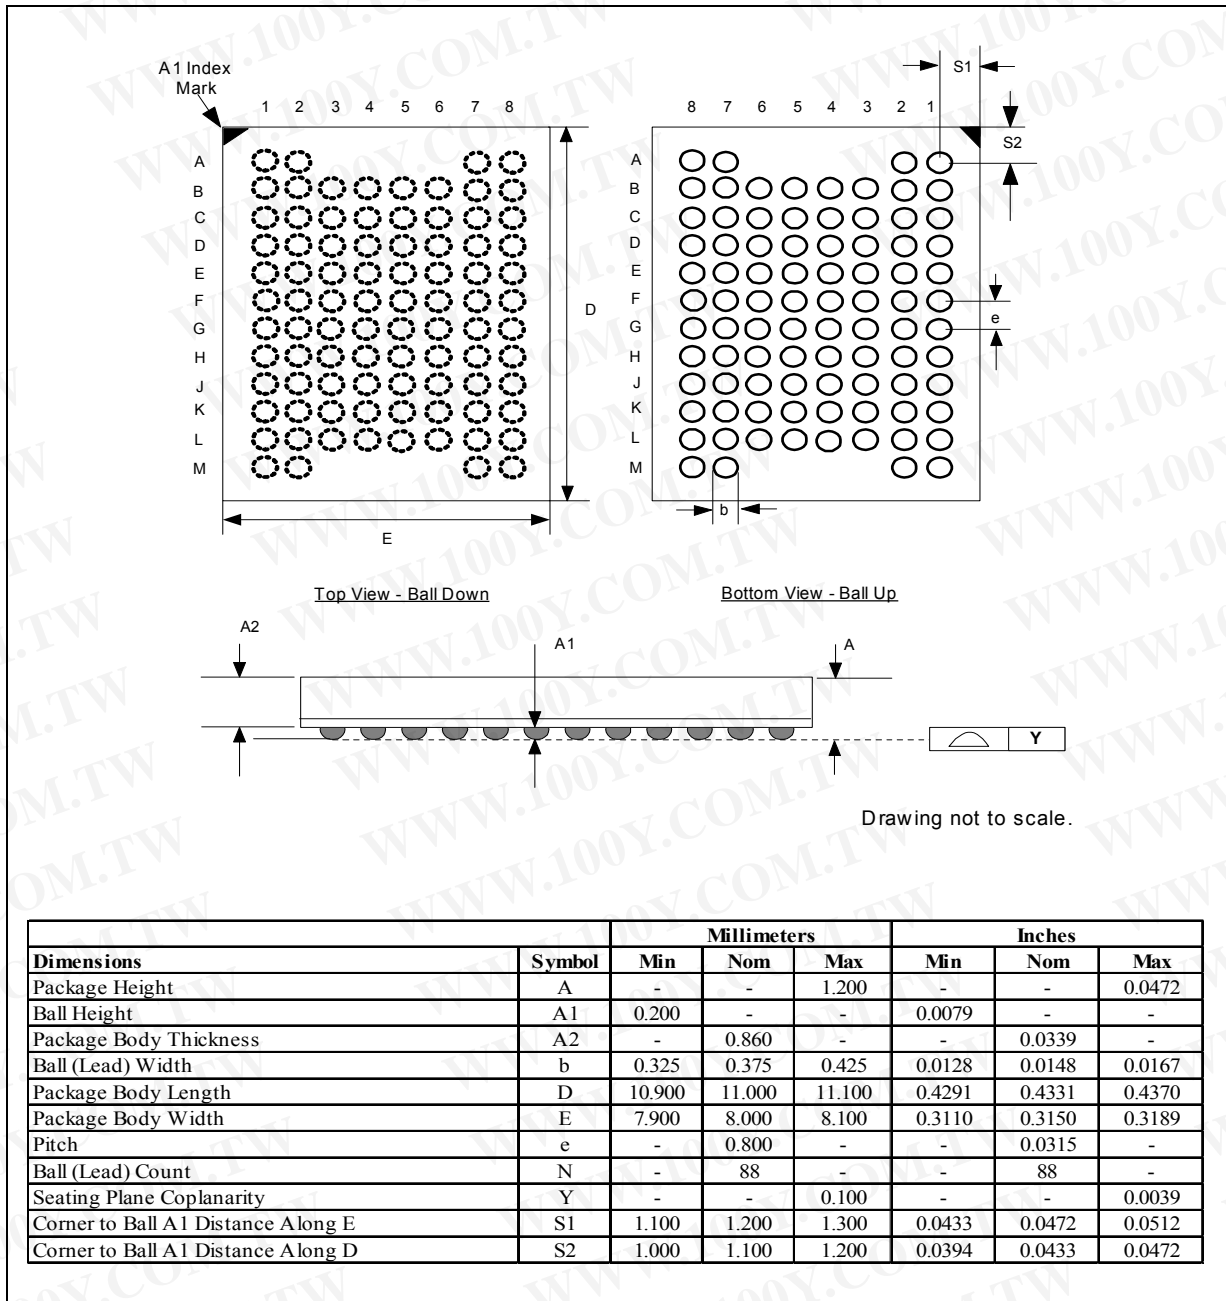 A1 Index
Mark
1 2 3 4 5 6 7 8
A
B
C
D
E
F
G
H
J
K
L
M
D
E
8 7 6 5 4 3 2 1
S1
S2
A
B
C
D
E
F
G
H
J
K
L
M
e
b
Top View - Ball Down
Bottom View - Ball Up
A2
A1
A
Y
Drawing not to scale.
Millimeters Inches
Dimensions Symbol Min Nom Max Min Nom Max
Package Height A - - 1.200 - - 0.0472
Ball Height A1 0.200 - - 0.0079 - -
Package Body Thickness A2 - 0.860 - - 0.0339 -
Ball (Lead) Width b 0.325 0.375 0.425 0.0128 0.0148 0.0167
Package Body Length D 10.900 11.000 11.100 0.4291 0.4331 0.4370
Package Body Width E 7.900 8.000 8.100 0.3110 0.3150 0.3189
Pitch e - 0.800 - - 0.0315 -
Ball (Lead) Count N - 88 - - 88 -
Seating Plane Coplanarity Y - - 0.100 - - 0.0039
Corner to Ball A1 Distance Along E S1 1.100 1.200 1.300 0.0433 0.0472 0.0512
Corner to Ball A1 Distance Along D S2 1.000 1.100 1.200 0.0394 0.0433 0.0472
WWW.100Y.COM.TW